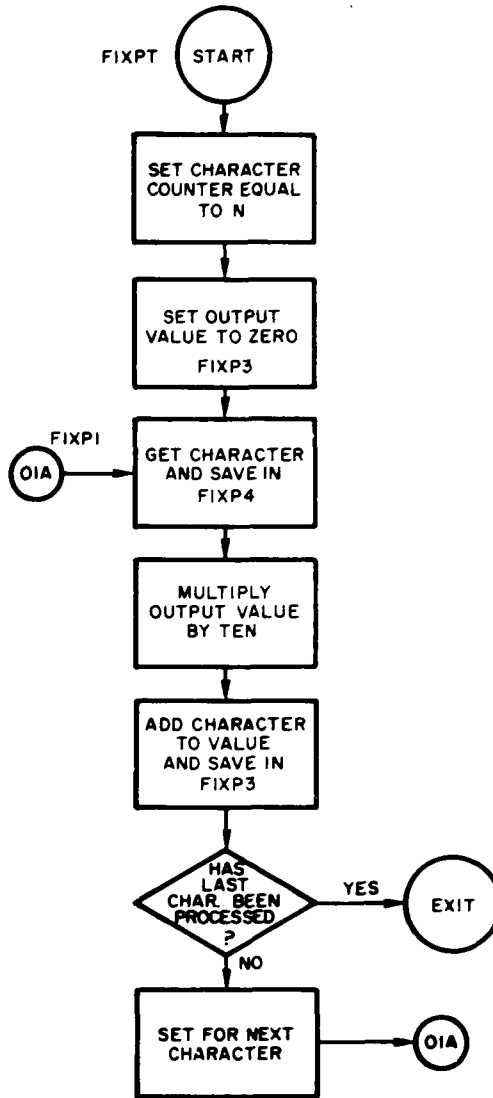 FIXPT
START
SET CHARACTER
COUNTER EQUAL
TO N
SET OUTPUT
VALUE TO ZERO
FIXP3
FIXP1
01A
GET CHARACTER
AND SAVE IN
FIXP4
MULTIPLY
OUTPUT VALUE
BY TEN
ADD CHARACTER
TO VALUE
AND SAVE IN
FIXP3
HAS
LAST
CHAR. BEEN
PROCESSED
?
YES
EXIT
NO
SET FOR NEXT
CHARACTER
01A